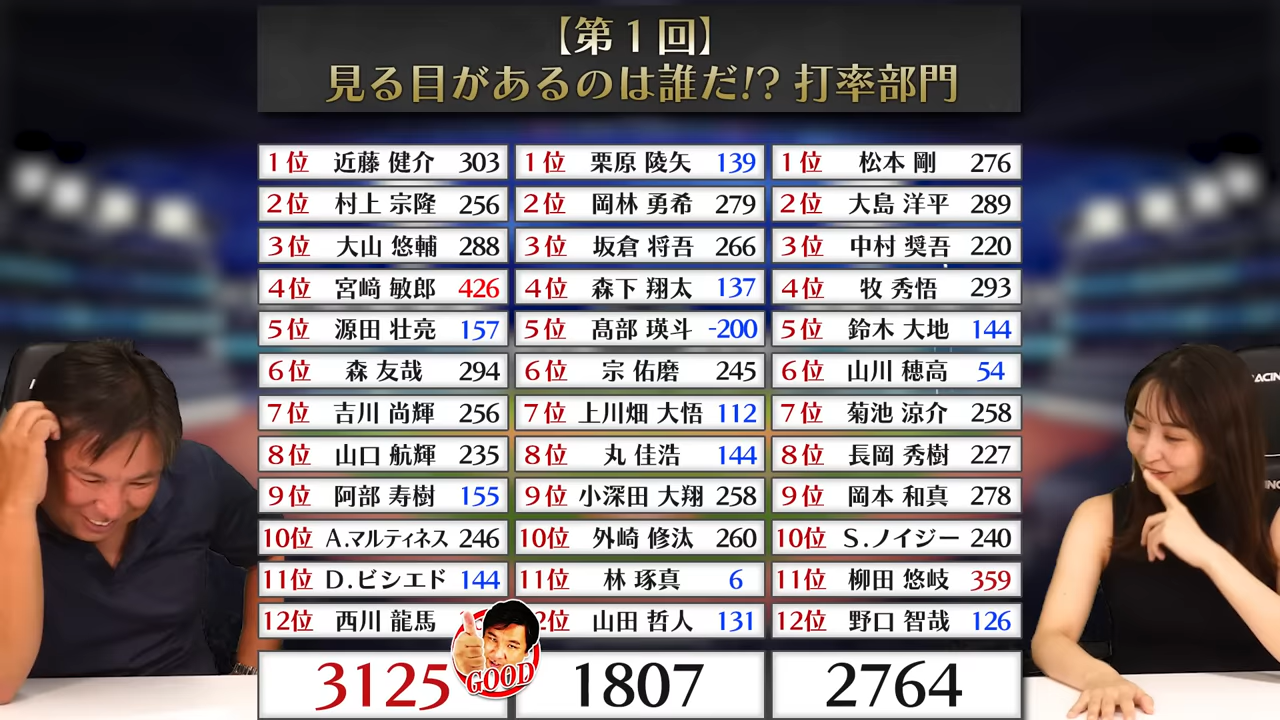 【第1回】
見る目があるのは誰だ!? 打率部門
1位 近藤 健介 303
2位 村上 宗隆 256
3位 大山 悠輔 288
4位 宮﨑 敏郎 426
5位 源田 壮亮 157
6位 森 友哉 294
7位 吉川 尚輝 256
8位 山口 航輝 235
9位 阿部 寿樹 155
10位 A.マルティネス 246
11位 D.ビシエド 144
12位 西川 龍馬
3125
1位 栗原 陵矢 139
2位 岡林 勇希 279
3位 坂倉 将吾 266
4位 森下 翔太 137
5位 髙部 瑛斗 -200
6位 宗 佑磨 245
7位 上川畑 大悟 112
8位 丸 佳浩 144
9位 小深田 大翔 258
10位 外崎 修汰 260
11位 林 琢真 6
2位 山田 哲人 131
1807
1位 松本 剛 276
2位 大島 洋平 289
3位 中村 奨吾 220
4位 牧 秀悟 293
5位 鈴木 大地 144
6位 山川 穂高 54
7位 菊池 涼介 258
8位 長岡 秀樹 227
9位 岡本 和真 278
10位 S.ノイジー 240
11位 柳田 悠岐 359
12位 野口 智哉 126
2764
GOOD